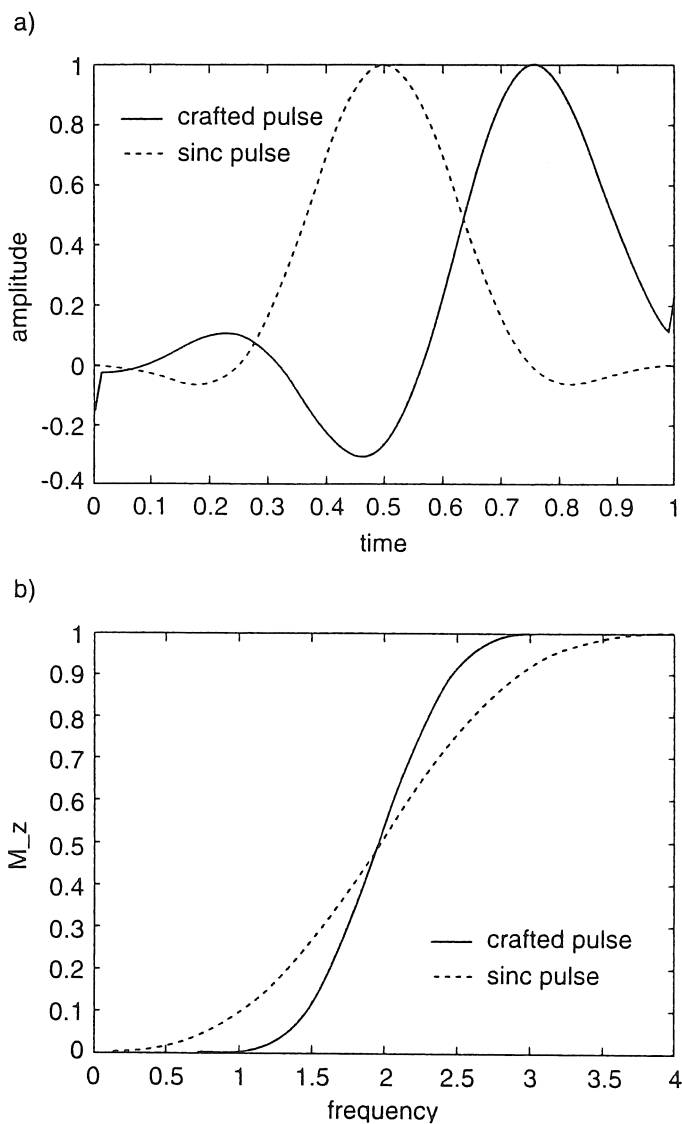 a)
1
0.8
0.6
0.4
0.2
0
-0.2
-0.4
amplitude
crafted pulse
sinc pulse
0 0.1 0.2 0.3 0.4 0.5 0.6 0.7 0.8 0.9 1
time
b)
1
0.9
0.8
0.7
0.6
0.5
0.4
0.3
0.2
0.1
0
M_z
crafted pulse
sinc pulse
0 0.5 1 1.5 2 2.5 3 3.5 4
frequency